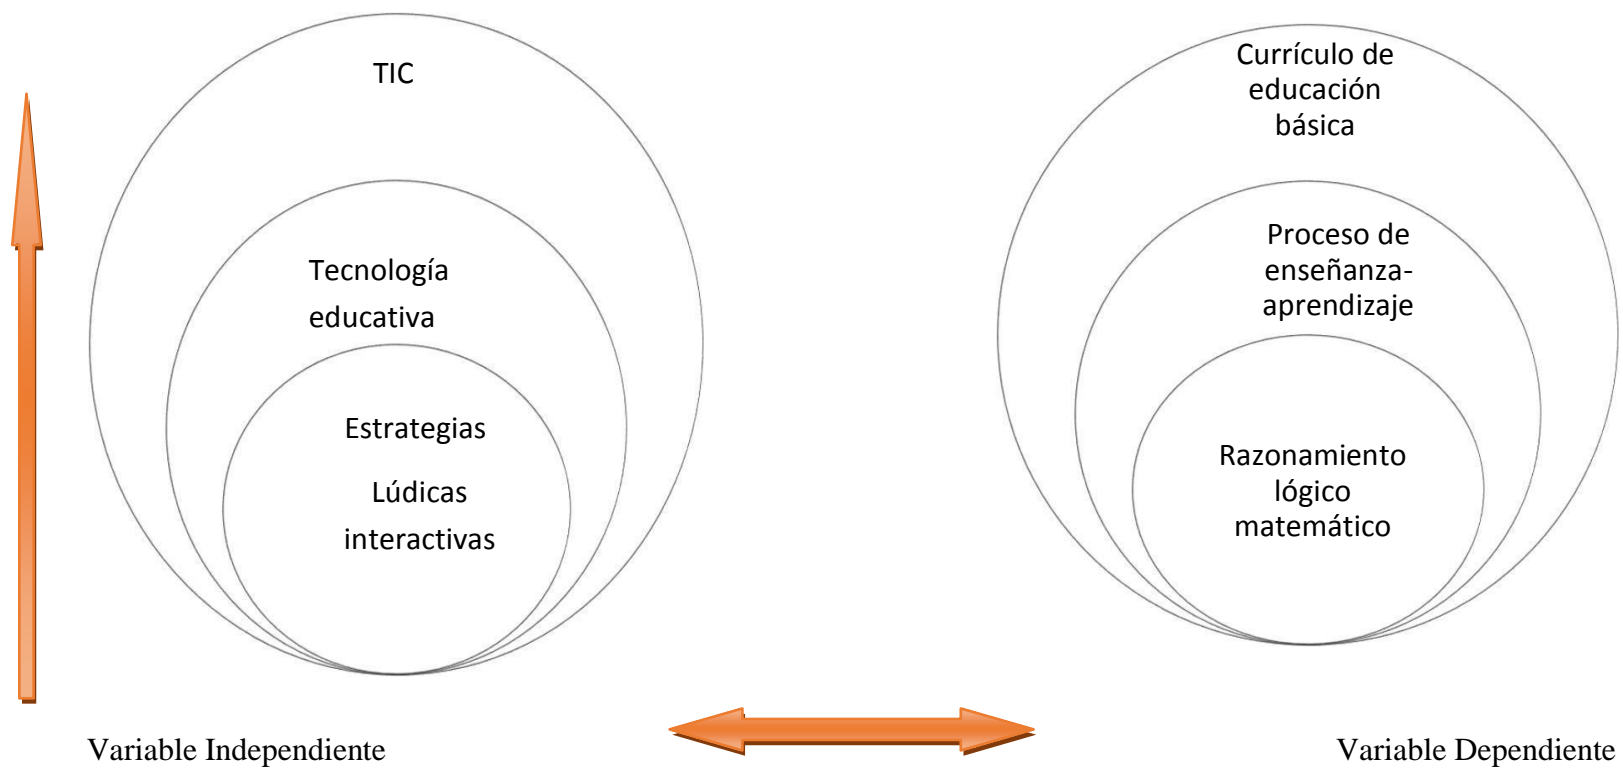 TIC
Tecnología
educativa
Estrategias
Lúdicas
interactivas
Currículo de
educación
básica
Proceso de
enseñanza-
aprendizaje
Razonamiento
lógico
matemático
Variable Independiente
Variable Dependiente